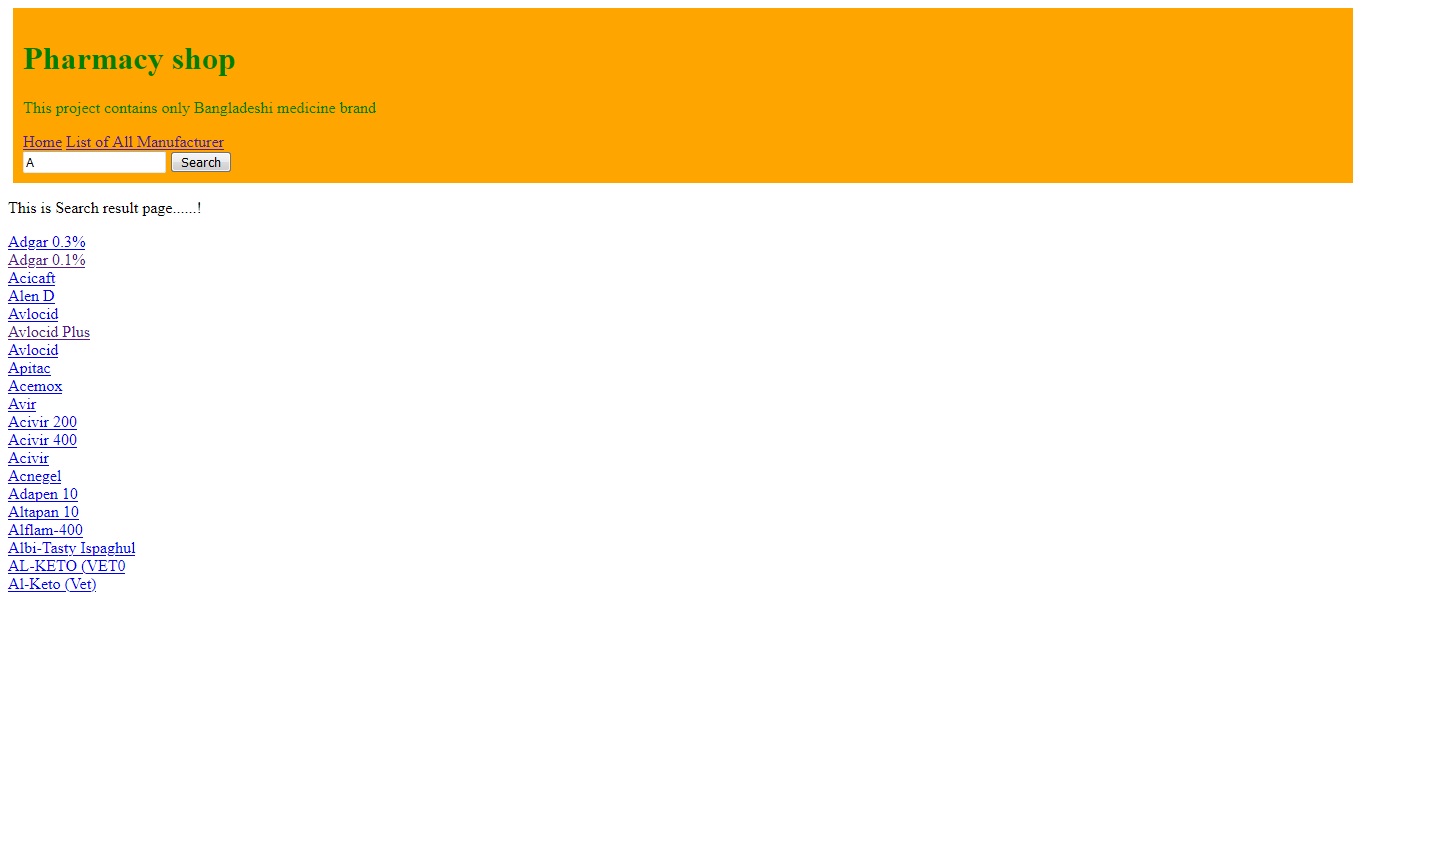 Pharmacy shop
This project contains only Bangladeshi medicine brand
Home List of All Manufacturer
A Search
This is Search result page......!
Adgar 0.3%
Adgar 0.1%
Acicaft
Alen D
Avlocid
Avlocid Plus
Avlocid
Apitac
Acemox
Avir
Acivir 200
Acivir 400
Acivir
Acnegel
Adapen 10
Altapan 10
Alflam-400
Albi-Tasty Ispaghul
AL-KETO (VET0
Al-Keto (Vet)